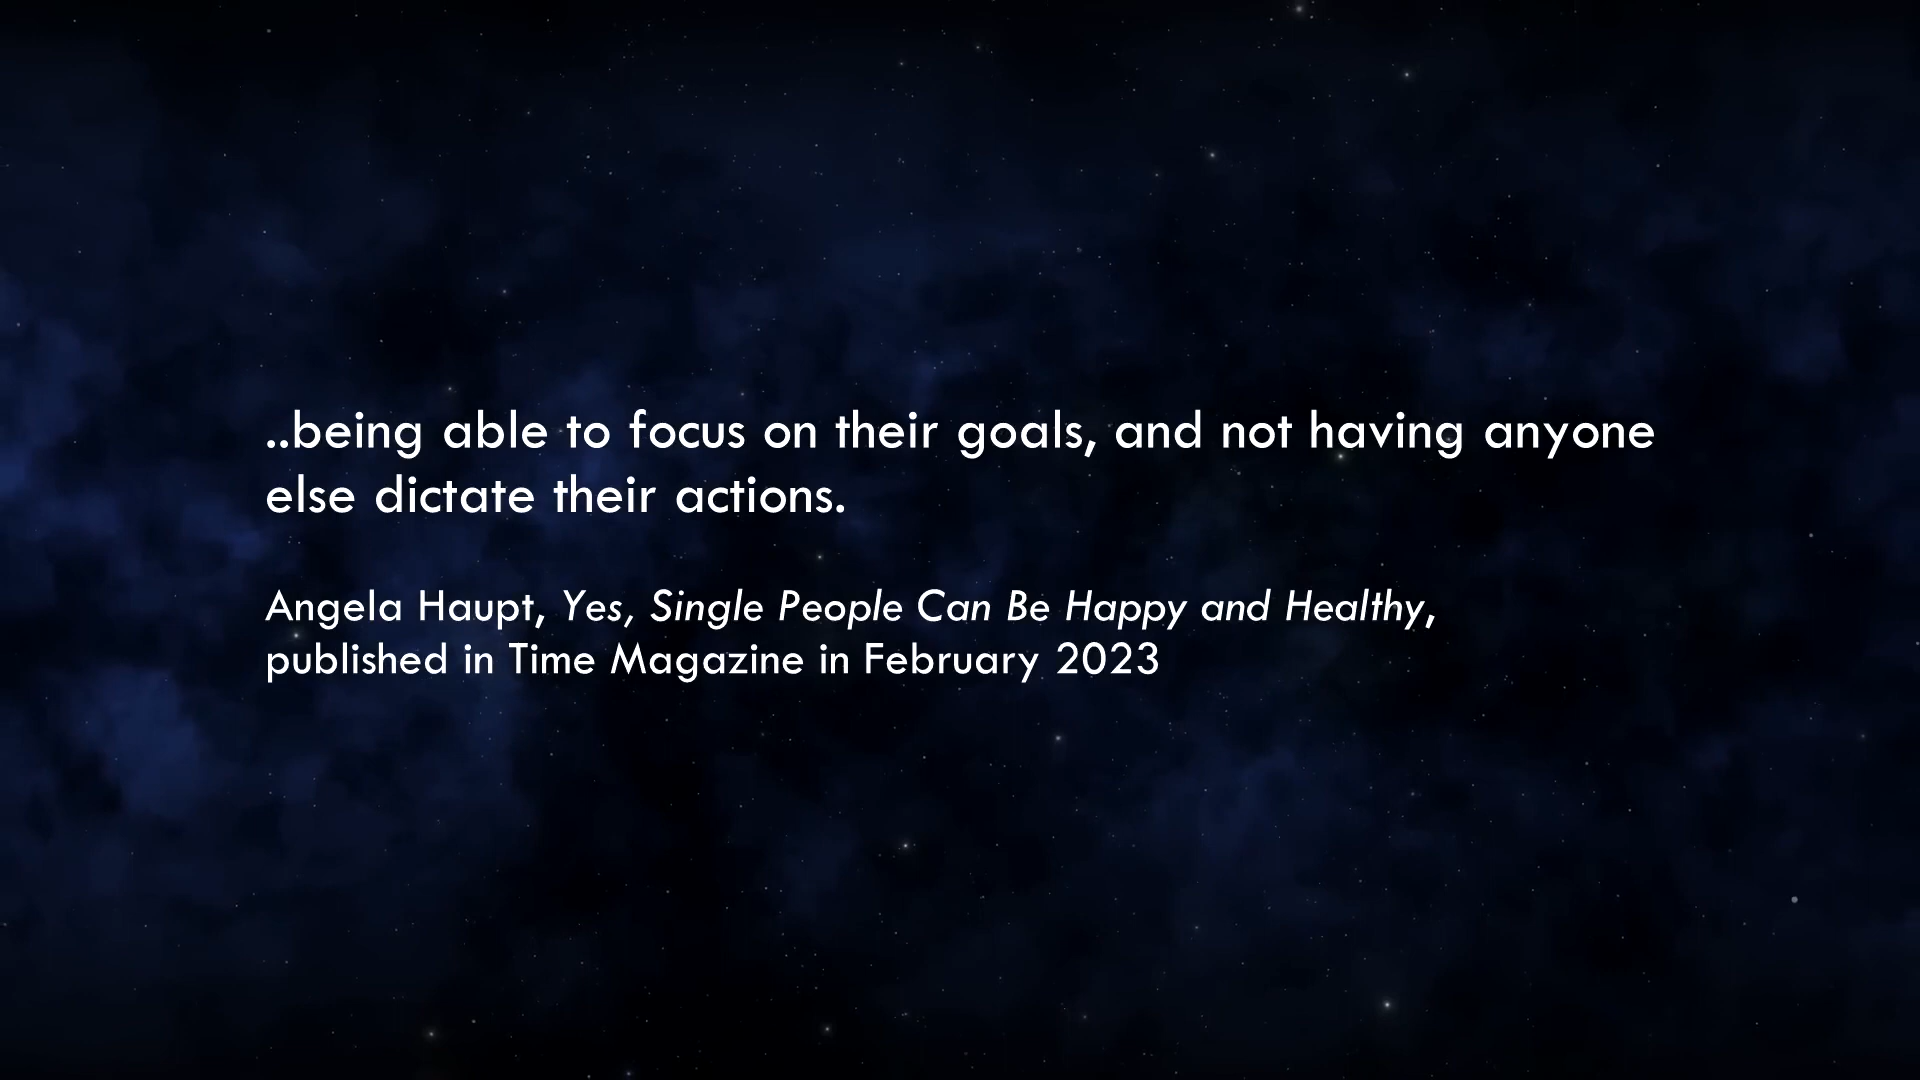 ..being able to focus on their goals, and not having anyone
else dictate their actions.
Angela Haupt, Yes, Single People Can Be Happy and Healthy,
published in Time Magazine in February 2023